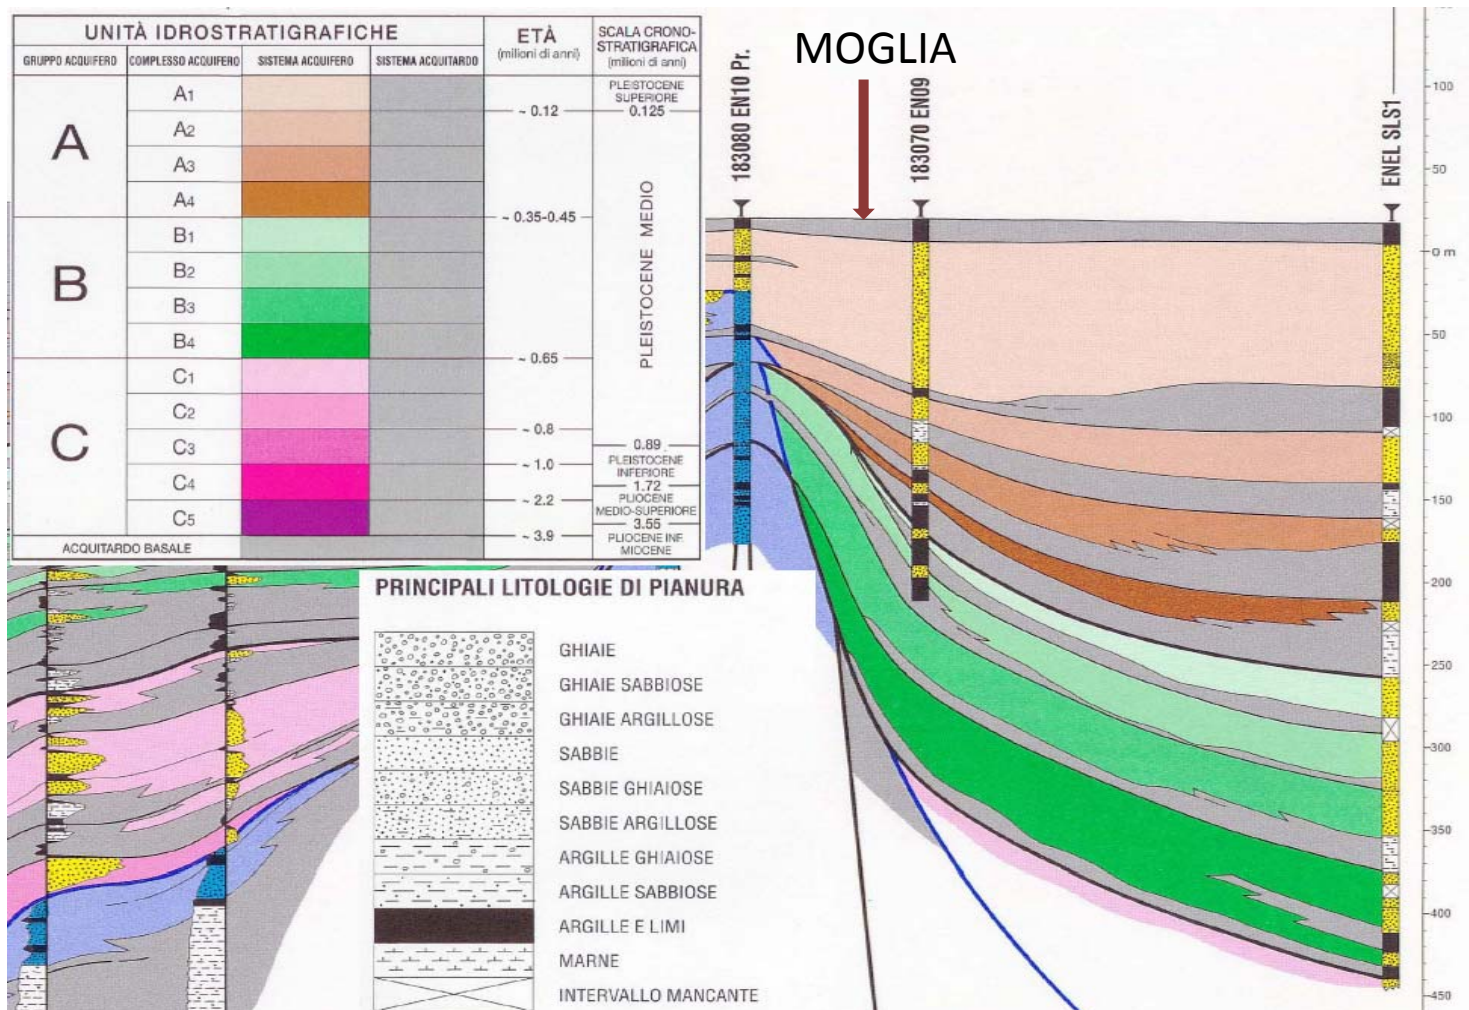 UNITÀ IDROSTRATIGRAFICHE
ETÀ
(milioni di anni)
SCALA CRONO-
STRATIGRAFICA
(milioni di anni)
GRUPPO ACQUIFERO
COMPLESSO ACQUIFERO
SISTEMA ACQUIFERO
SISTEMA ACQUITARDO
A
A1
A2
A3
A4
B
B1
B2
B3
B4
C
C1
C2
C3
C4
C5
ACQUITARDO BASALE
~ 0.12
~ 0.35-0.45
~ 0.65
~ 0.8
~ 1.0
~ 2.2
~ 3.9
PLEISTOCENE
SUPERIORE
0.125
PLEISTOCENE MEDIO
0.89
PLEISTOCENE
INFERIORE
1.72
PLIOCENE
MEDIO-SUPERIORE
3.55
PLIOCENE INF.
MIOCENE
MOGLIA
183080 EN10 Pr.
183070 EN09
ENEL SLS1
100
50
0 m
50
100
150
200
250
300
350
400
450
PRINCIPALI LITOLOGIE DI PIANURA
GHIAIE
GHIAIE SABBIOSE
GHIAIE ARGILLOSE
SABBIE
SABBIE GHIAIOSE
SABBIE ARGILLOSE
ARGILLE GHIAIOSE
ARGILLE SABBIOSE
ARGILLE E LIMI
MARNE
INTERVALLO MANCANTE